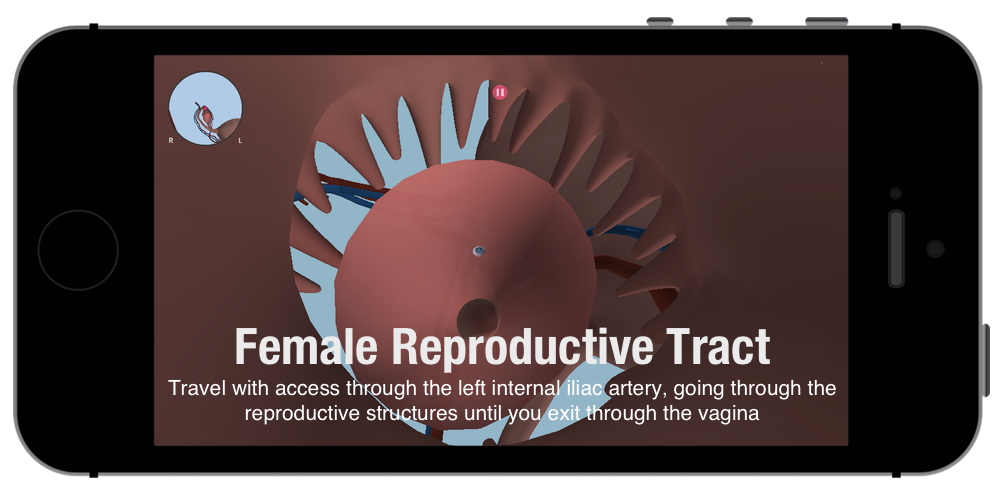 R L
Female Reproductive Tract
Travel with access through the left internal iliac artery, going through the
reproductive structures until you exit through the vagina